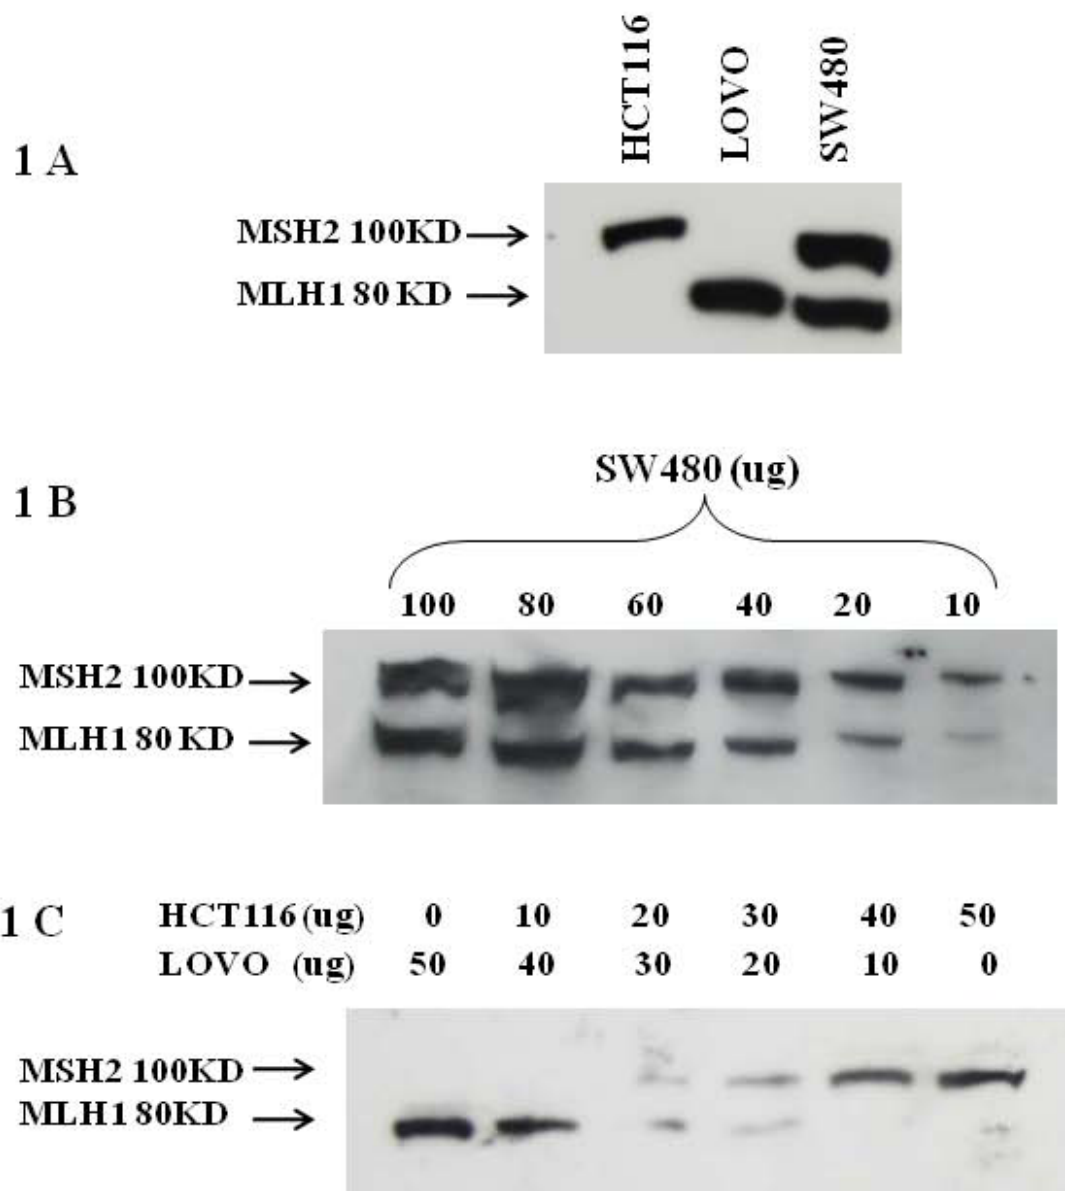 HCT116
LOVO
SW480
1 A
MSH2 100KD
MLH1 80 KD
SW480 (ug)
1 B
100 80 60 40 20 10
MSH2 100KD
MLH1 80 KD
1 C
HCT116 (ug) 0 10 20 30 40 50
LOVO (ug) 50 40 30 20 10 0
MSH2 100KD
MLH1 80KD